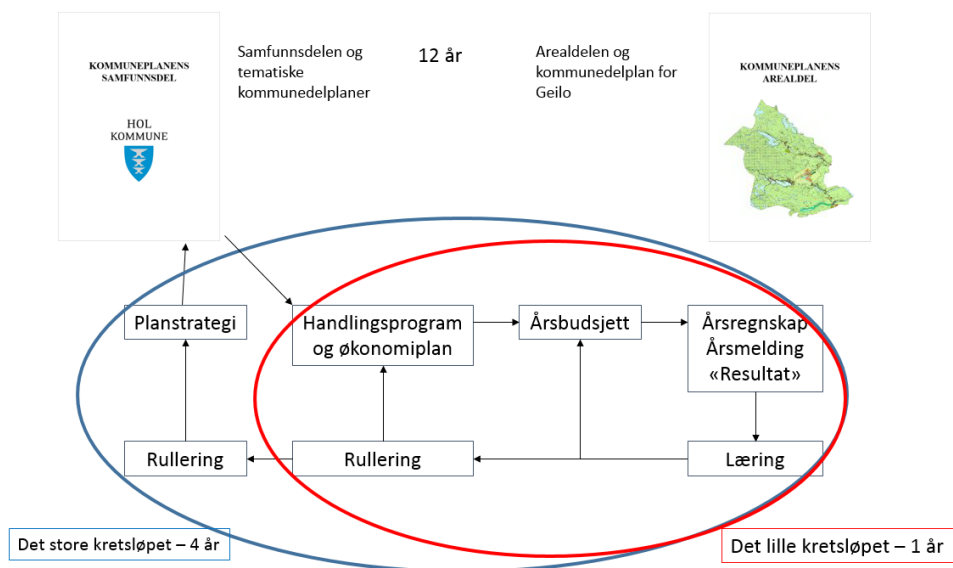 KOMMUNEPLANENS
SAMFUNNSDEL
HOL
KOMMUNE
Samfunnsdelen og
tematiske
kommunedelplaner
12 år
Arealdelen og
kommunedelplan for
Geilo
KOMMUNEPLANENS
AREALDEL
Planstrategi
Handlingsprogram
og økonomiplan
Årsbudsjett
Årsregnskap
Årsmelding
«Resultat»
Rullering
Rullering
Læring
Det store kretsløpet – 4 år
Det lille kretsløpet – 1 år